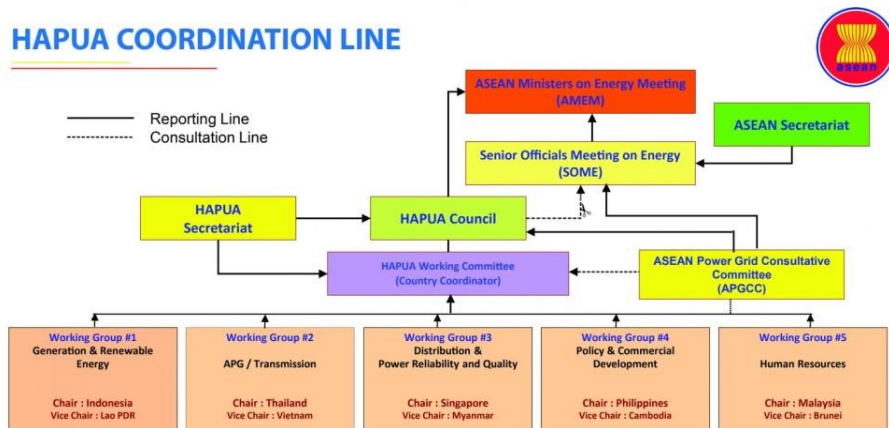 HAPUA COORDINATION LINE
asean
ASEAN Ministers on Energy Meeting
(AMEM)
Reporting Line
Consultation Line
ASEAN Secretariat
Senior Officials Meeting on Energy
(SOME)
HAPUA
Secretariat
HAPUA Council
HAPUA Working Committee
(Country Coordinator)
ASEAN Power Grid Consultative
Committee
(APGCC)
Working Group #1
Generation & Renewable
Energy
Chair : Indonesia
Vice Chair : Lao PDR
Working Group #2
APG / Transmission
Chair : Thailand
Vice Chair : Vietnam
Working Group #3
Distribution &
Power Reliability and Quality
Chair : Singapore
Vice Chair : Myanmar
Working Group #4
Policy & Commercial
Development
Chair : Philippines
Vice Chair : Cambodia
Working Group #5
Human Resources
Chair : Malaysia
Vice Chair : Brunei